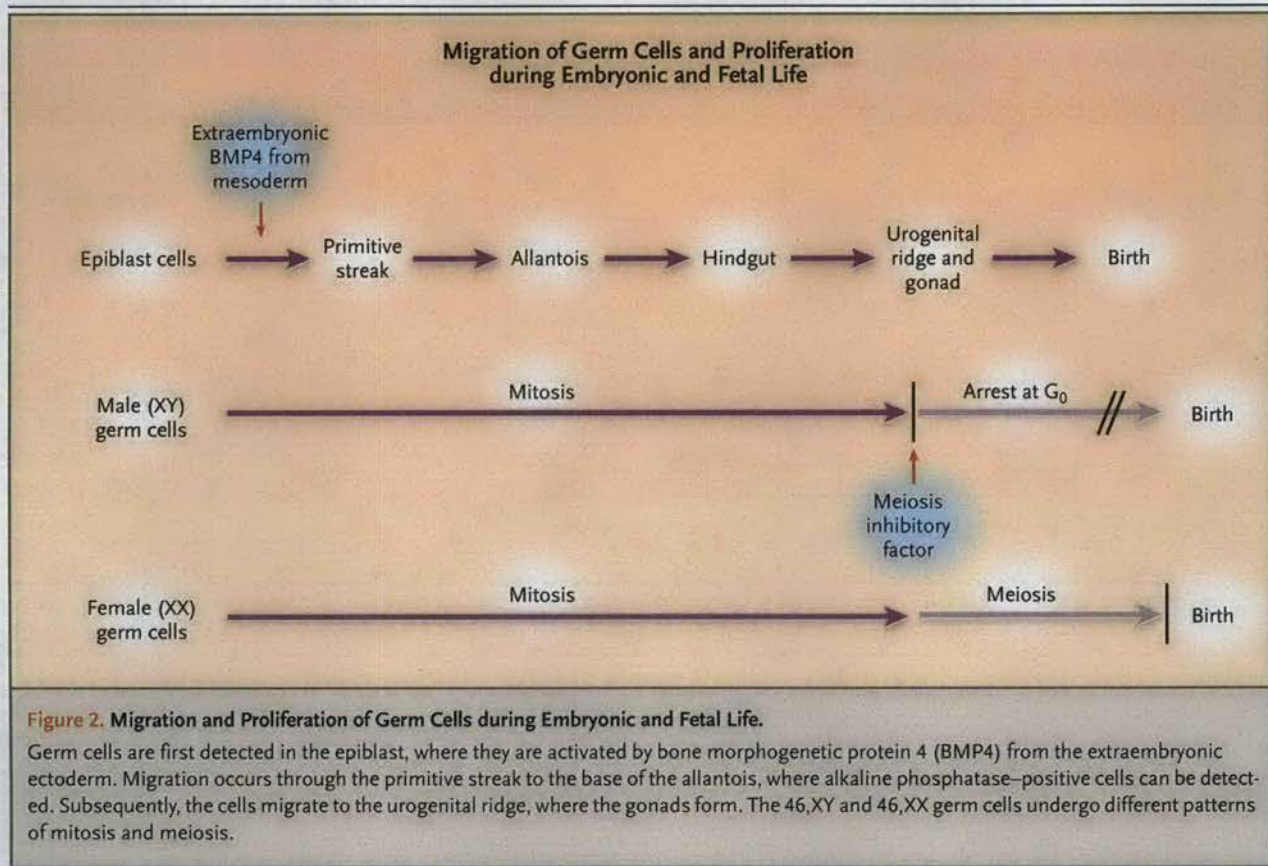 Migration of Germ Cells and Proliferation
during Embryonic and Fetal Life
Extraembryonic
BMP4 from
mesoderm
Epiblast cells
Primitive
streak
Allantois
Hindgut
Urogenital
ridge and
gonad
Birth
Male (XY)
germ cells
Mitosis
Arrest at G₀
Birth
Meiosis
inhibitory
factor
Female (XX)
germ cells
Mitosis
Meiosis
Birth
Figure 2. Migration and Proliferation of Germ Cells during Embryonic and Fetal Life.
Germ cells are first detected in the epiblast, where they are activated by bone morphogenetic protein 4 (BMP4) from the extraembryonic
ectoderm. Migration occurs through the primitive streak to the base of the allantois, where alkaline phosphatase–positive cells can be detect-
ed. Subsequently, the cells migrate to the urogenital ridge, where the gonads form. The 46,XY and 46,XX germ cells undergo different patterns
of mitosis and meiosis.